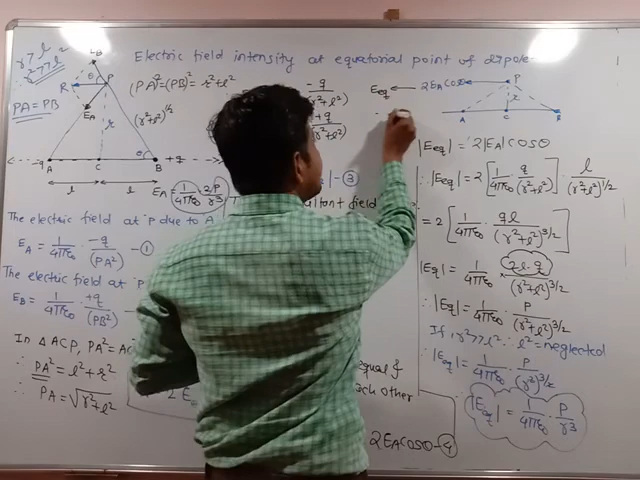 Electric field intensity at equatorial point of dipole
r7l
r²77l²
PA = PB
EB
θ P
R
EA
r
(r²+l²)^1/2
-q θ +q
A C B
l l
(PA)²=(PB)² = r²+l²
-q
(r²+l²)
+q
(r²+l²)
- ③
EA = 1/4πε0 2P/r3
The electric field at P due to A
EA = 1/4πε0 · -q/(PA²) - ①
The electric field at P
EB = 1/4πε0 · +q/(PB²)
In Δ ACP, PA² = AC
∴ PA² = l²+r²
∴ PA = √r²+l²
field
equal &
each other
2 E
2EA cosθ - ④
Eeq ← 2EA cosθ ← P
r
A C B
|Eeq| = 2|EA| cosθ
∴ |Eeq| = 2 [1/4πε0 · q/(r²+l²)] · l/(r²+l²)^1/2
= 2 [1/4πε0 · ql/(r²+l²)^3/2]
|Eq| = 1/4πε0 × 2l·q/(r²+l²)^3/2
∴ |Eq| = 1/4πε0 · P/(r²+l²)^3/2
If, r²>>l² ∴ l² = neglected
∴ |Eq| = 1/4πε0 · P/(r²)^3/2
|Eeq| = 1/4πε0 · P/r3